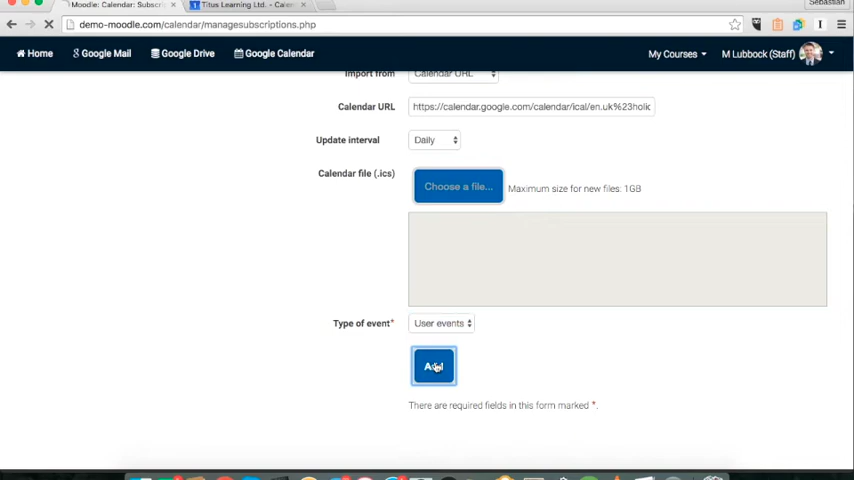 Moodle: Calendar: Subscri
Titus Learning Ltd. - Calen
Sebastian
demo-moodle.com/calendar/managesubscriptions.php
Home
Google Mail
Google Drive
Google Calendar
My Courses
M Lubbock (Staff)
Import from
Calendar URL
Calendar URL
https://calendar.google.com/calendar/ical/en.uk%23holic
Update interval
Daily
Calendar file (.ics)
Choose a file...
Maximum size for new files: 1GB
Type of event*
User events
Add
There are required fields in this form marked *.